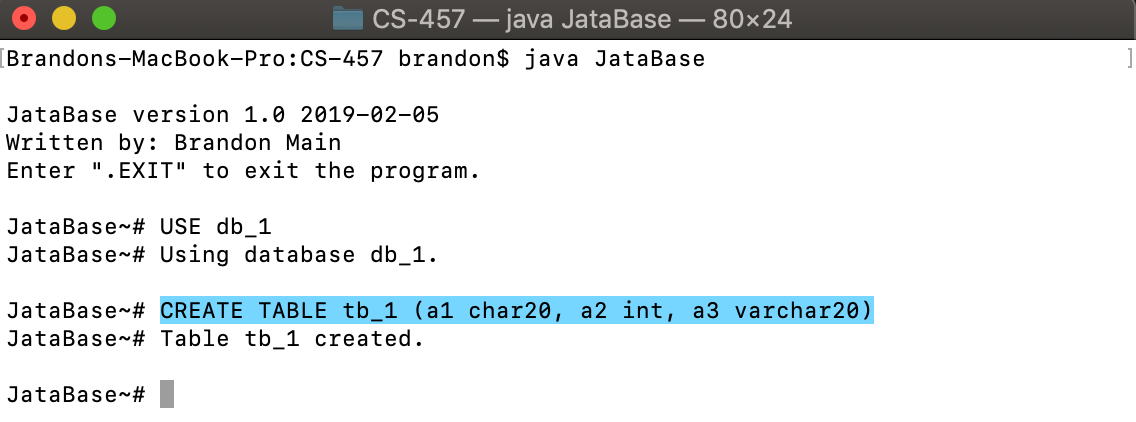 CS-457 — java JataBase — 80×24
Brandons-MacBook-Pro:CS-457 brandon$ java JataBase
JataBase version 1.0 2019-02-05
Written by: Brandon Main
Enter ".EXIT" to exit the program.
JataBase~# USE db_1
JataBase~# Using database db_1.
JataBase~# CREATE TABLE tb_1 (a1 char20, a2 int, a3 varchar20)
JataBase~# Table tb_1 created.
JataBase~#